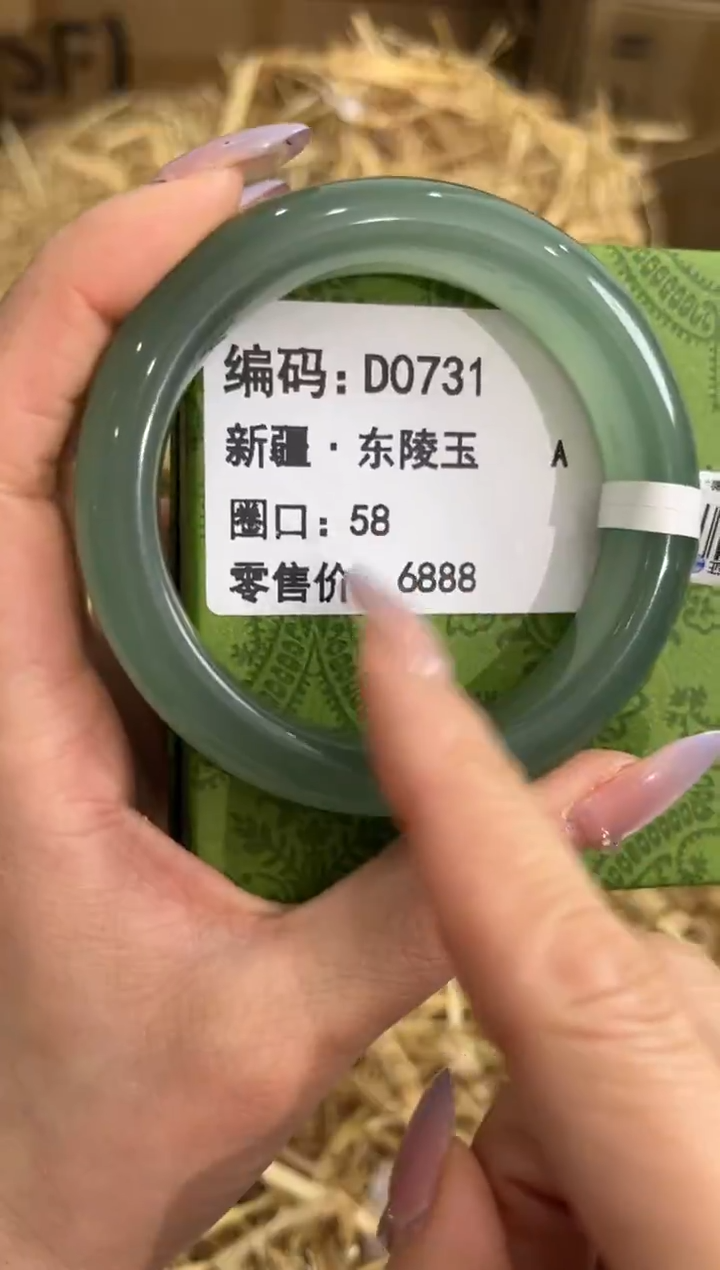 编码：D0731
新疆·东陵玉 A
圈口：58
零售价 6888